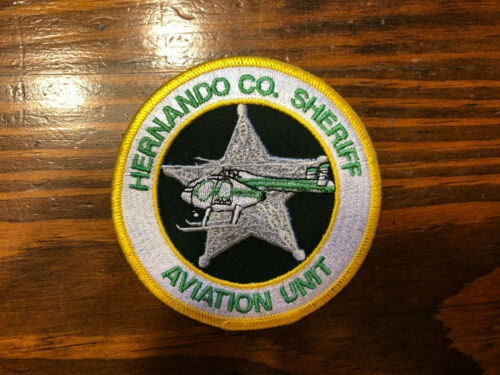 HERNANDO CO. SHERIFF
AVIATION UNIT